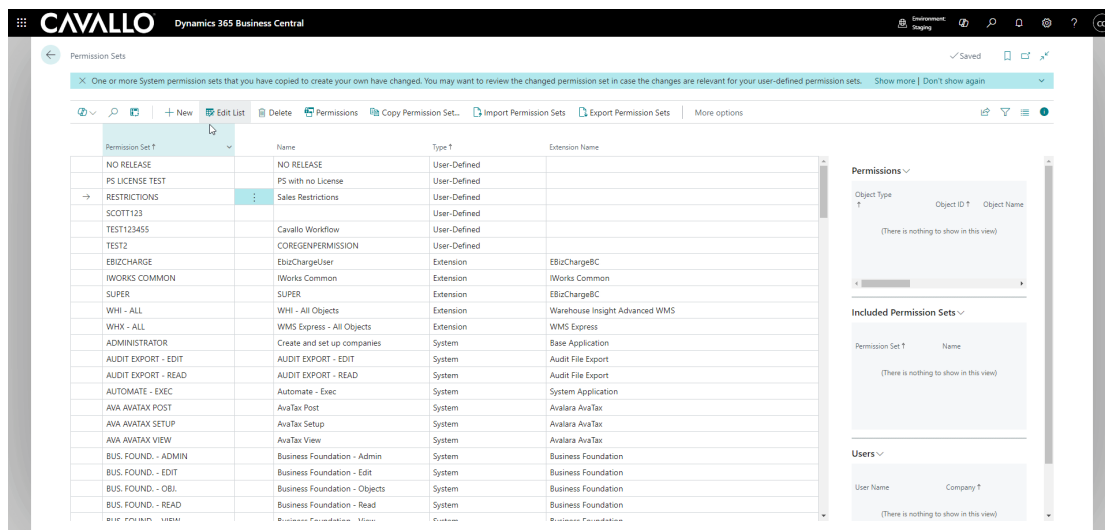 CAVALLO Dynamics 365 Business Central Environment: Staging
Permission Sets Saved
One or more System permission sets that you have copied to create your own have changed. You may want to review the changed permission set in case the changes are relevant for your user-defined permission sets. Show more | Don't show again
New Edit List Delete Permissions Copy Permission Set... Import Permission Sets Export Permission Sets More options
Permission Set ↑ Name Type ↑ Extension Name
NO RELEASE NO RELEASE User-Defined
PS LICENSE TEST PS with no License User-Defined
RESTRICTIONS Sales Restrictions User-Defined
SCOTT123 User-Defined
TEST123455 Cavallo Workflow User-Defined
TEST2 COREGENPERMISSION User-Defined
EBIZCHARGE EbizChargeUser Extension EBizChargeBC
IWORKS COMMON IWorks Common Extension IWorks Common
SUPER SUPER Extension EBizChargeBC
WHI - ALL WHI - All Objects Extension Warehouse Insight Advanced WMS
WHX - ALL WMS Express - All Objects Extension WMS Express
ADMINISTRATOR Create and set up companies System Base Application
AUDIT EXPORT - EDIT AUDIT EXPORT - EDIT System Audit File Export
AUDIT EXPORT - READ AUDIT EXPORT - READ System Audit File Export
AUTOMATE - EXEC Automate - Exec System System Application
AVA AVATAX POST AvaTax Post System Avalara AvaTax
AVA AVATAX SETUP AvaTax Setup System Avalara AvaTax
AVA AVATAX VIEW AvaTax View System Avalara AvaTax
BUS. FOUND. - ADMIN Business Foundation - Admin System Business Foundation
BUS. FOUND. - EDIT Business Foundation - Edit System Business Foundation
BUS. FOUND. - OBJ. Business Foundation - Objects System Business Foundation
BUS. FOUND. - READ Business Foundation - Read System Business Foundation
BUS. FOUND. - VIEW Business Foundation - View System Business Foundation
Permissions
Object Type ↑ Object ID ↑ Object Name
(There is nothing to show in this view)
Included Permission Sets
Permission Set ↑ Name
(There is nothing to show in this view)
Users
User Name Company ↑
(There is nothing to show in this view)